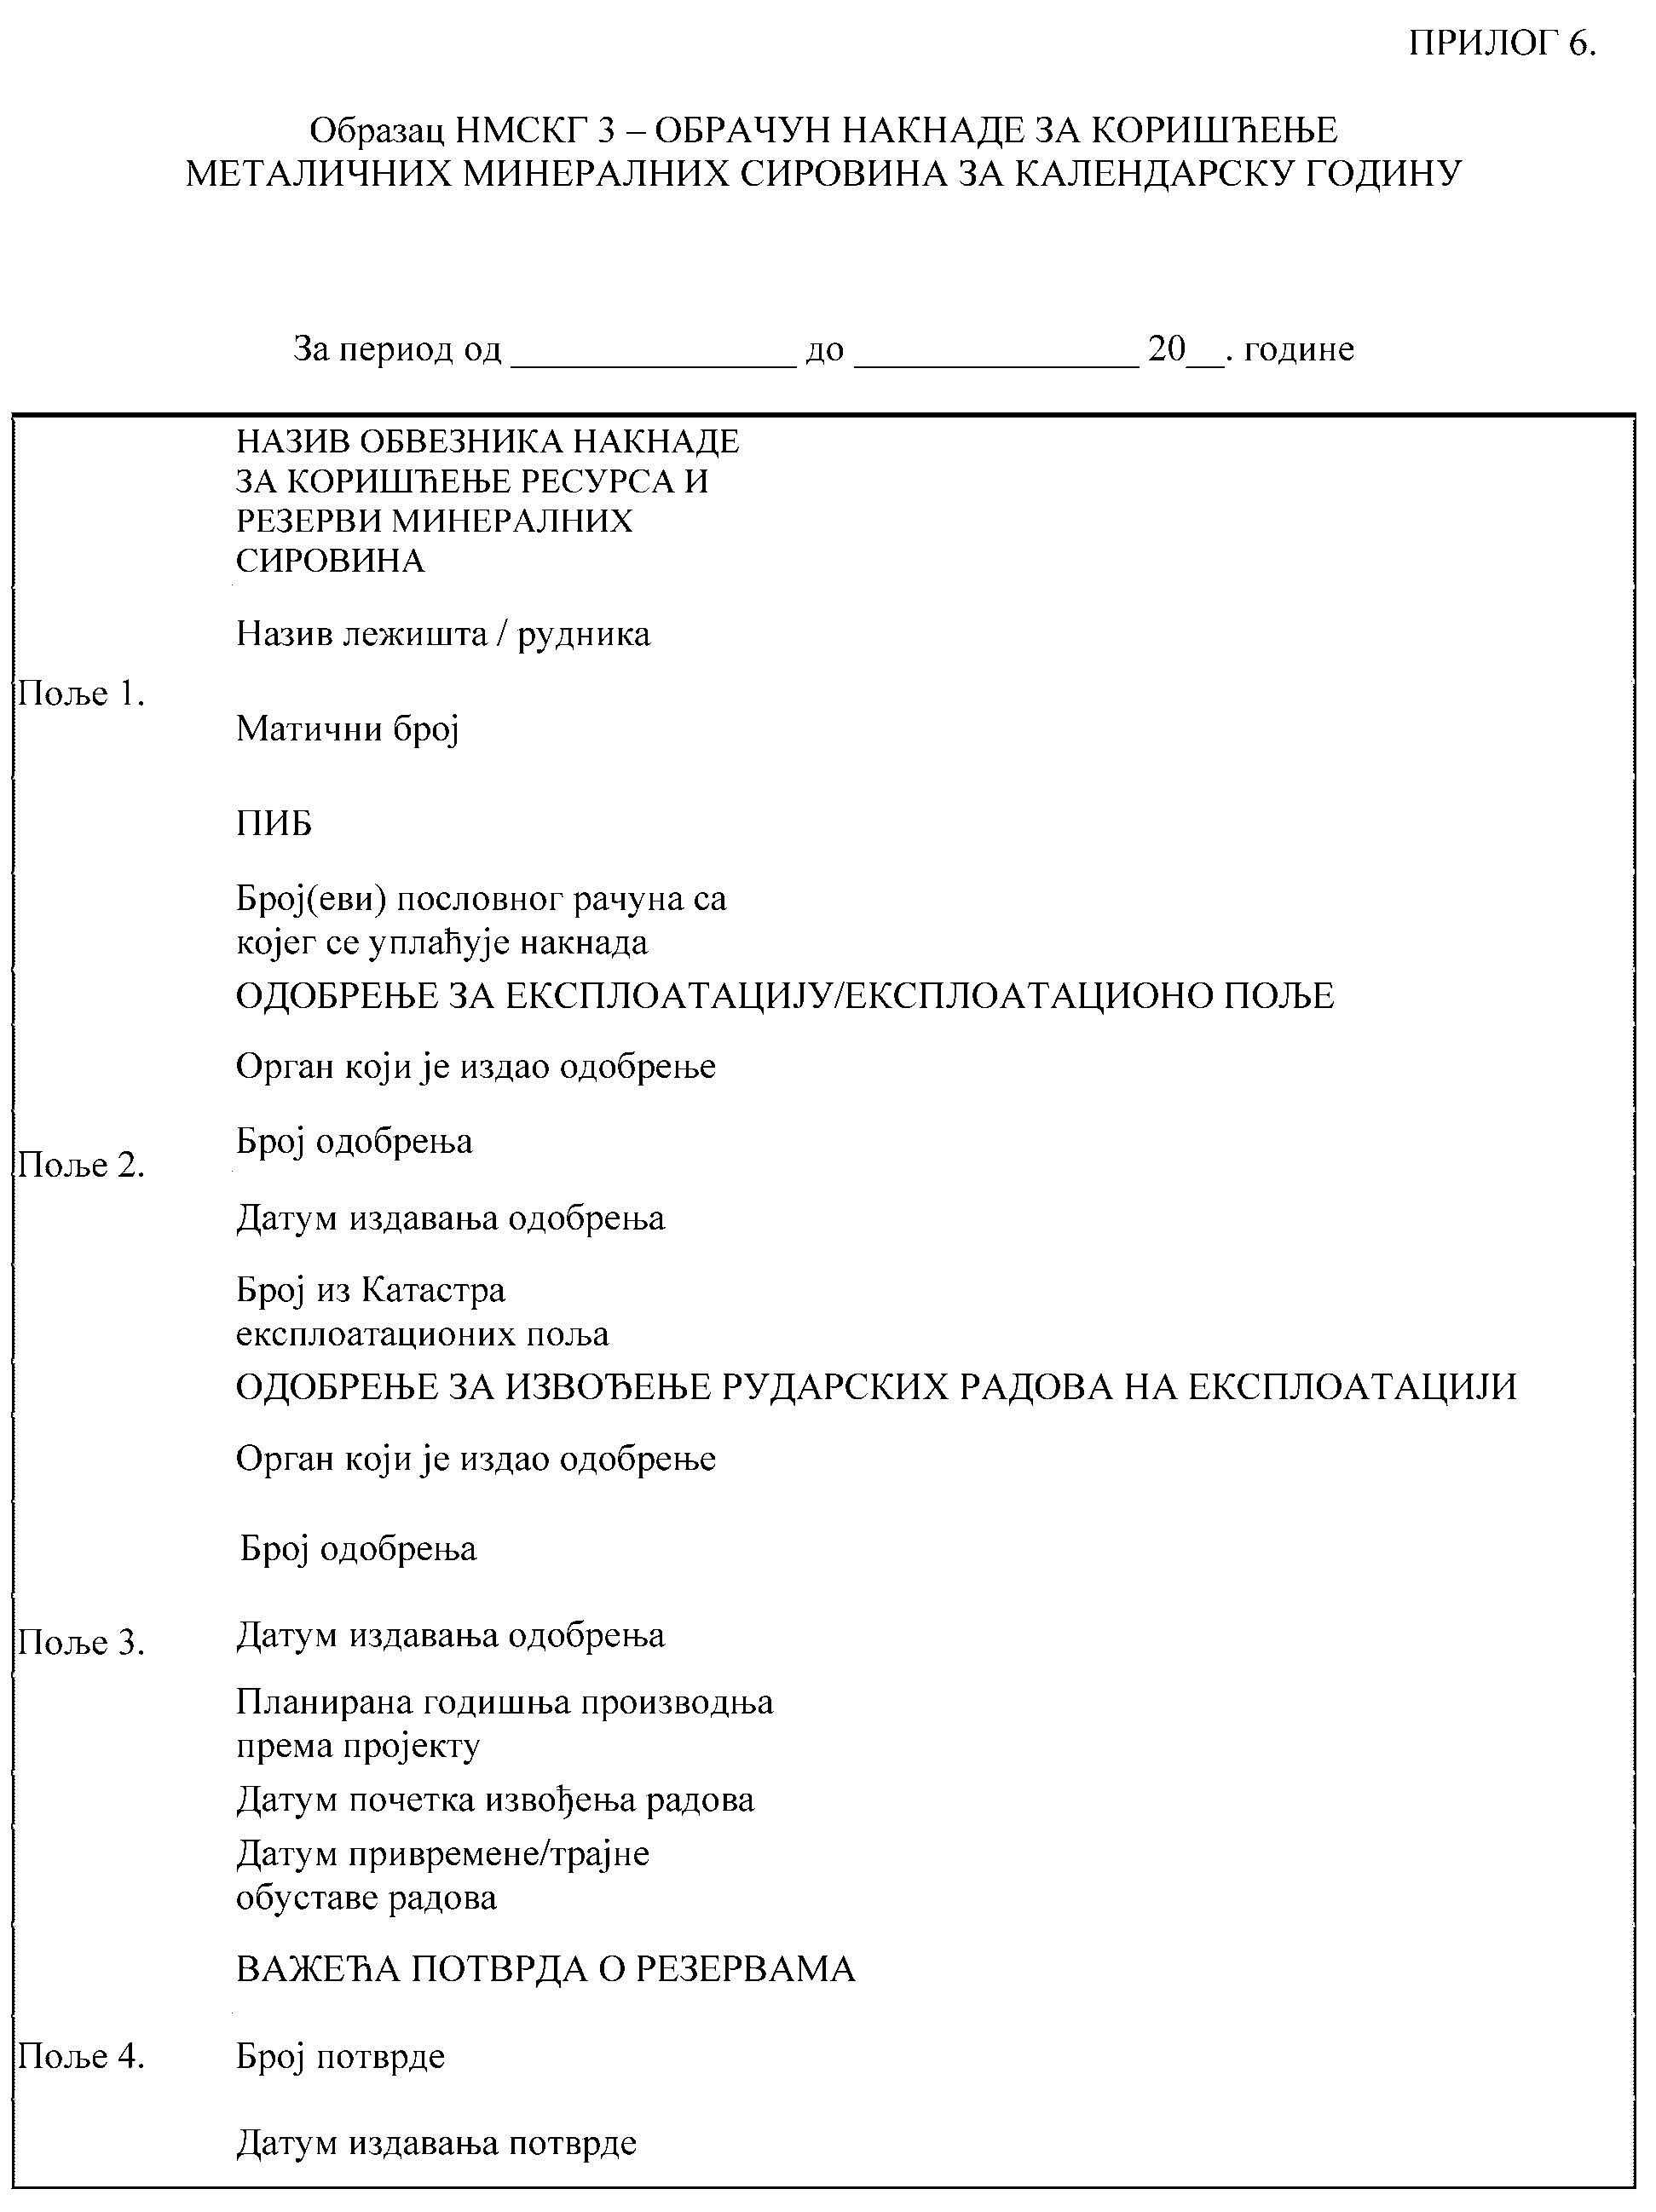 ПРИЛОГ 6.
Образац НМСКГ 3 – ОБРАЧУН НАКНАДЕ ЗА КОРИШЋЕЊЕ
МЕТАЛИЧНИХ МИНЕРАЛНИХ СИРОВИНА ЗА КАЛЕНДАРСКУ ГОДИНУ
За период од _______________ до _______________ 20__. године
НАЗИВ ОБВЕЗНИКА НАКНАДЕ
ЗА КОРИШЋЕЊЕ РЕСУРСА И
РЕЗЕРВИ МИНЕРАЛНИХ
СИРОВИНА
Назив лежишта / рудника
Поље 1.
Матични број
ПИБ
Број(еви) пословног рачуна са
којег се уплаћује накнада
ОДОБРЕЊЕ ЗА ЕКСПЛОАТАЦИЈУ/ЕКСПЛОАТАЦИОНО ПОЉЕ
Орган који је издао одобрење
Број одобрења
Поље 2.
Датум издавања одобрења
Број из Катастра
експлоатационих поља
ОДОБРЕЊЕ ЗА ИЗВОЂЕЊЕ РУДАРСКИХ РАДОВА НА ЕКСПЛОАТАЦИЈИ
Орган који је издао одобрење
Број одобрења
Поље 3. Датум издавања одобрења
Планирана годишња производња
према пројекту
Датум почетка извођења радова
Датум привремене/трајне
обуставе радова
ВАЖЕЋА ПОТВРДА О РЕЗЕРВАМА
Поље 4. Број потврде
Датум издавања потврде